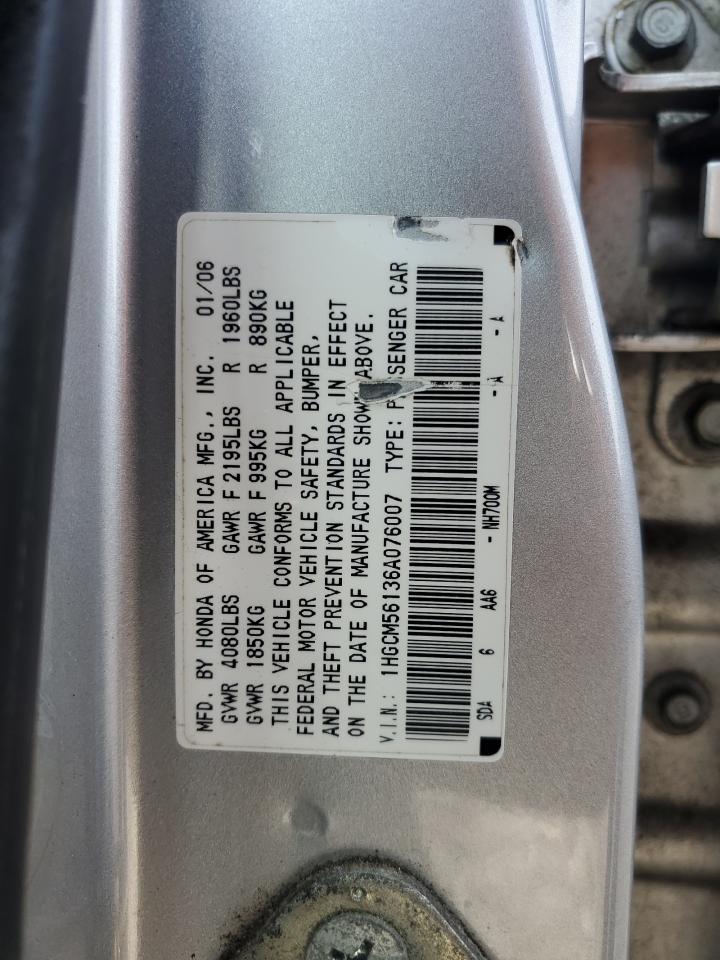 MFD. BY HONDA OF AMERICA MFG., INC. 01/06
GVWR 4080LBS GAWR F 2195LBS R 1960LBS
GVWR 1850KG GAWR F 995KG R 890KG
THIS VEHICLE CONFORMS TO ALL APPLICABLE
FEDERAL MOTOR VEHICLE SAFETY, BUMPER,
AND THEFT PREVENTION STANDARDS IN EFFECT
ON THE DATE OF MANUFACTURE SHOWN ABOVE.
V.I.N.: 1HGCM56136A076007 TYPE: PASSENGER CAR
SDA 6 AA6 - NH700M - A - A